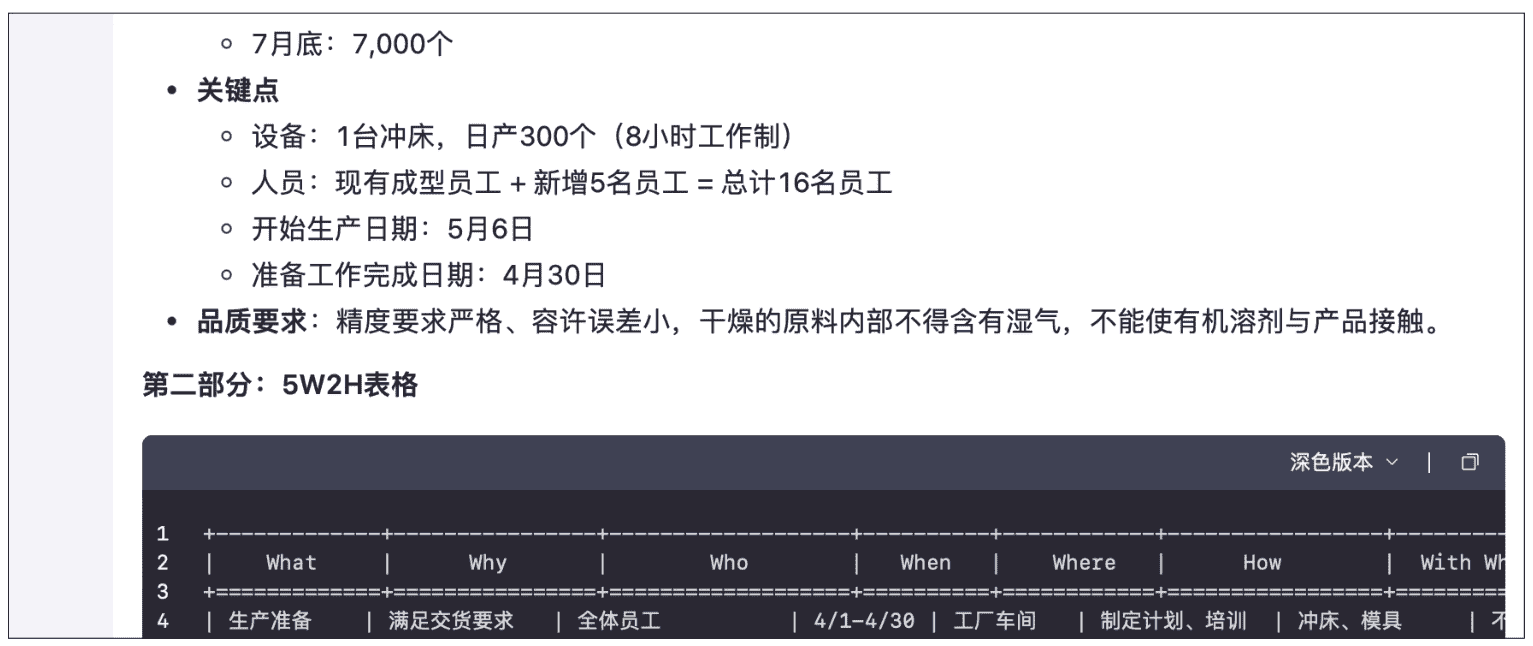 7月底：7,000个
关键点
设备：1台冲床，日产300个（8小时工作制）
人员：现有成型员工 + 新增5名员工 = 总计16名员工
开始生产日期：5月6日
准备工作完成日期：4月30日
品质要求：精度要求严格、容许误差小，干燥的原料内部不得含有湿气，不能使有机溶剂与产品接触。
第二部分：5W2H表格
深色版本
1 +-------------+----------------+-------------------+----------+------------+-----------------+---------
2 | What | Why | Who | When | Where | How | With Wh
3 +=============+================+===================+==========+============+=================+=========
4 | 生产准备 | 满足交货要求 | 全体员工 | 4/1-4/30 | 工厂车间 | 制定计划、培训 | 冲床、模具 |